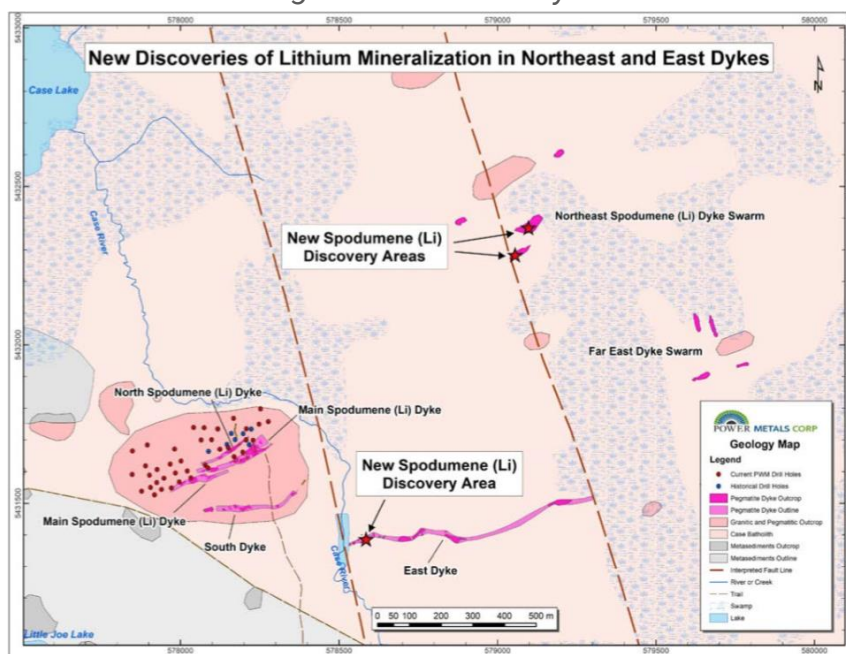 578000 578500 579000 579500 580000
5433000
New Discoveries of Lithium Mineralization in Northeast and East Dykes
Case Lake
N
5432500
Case River
Northeast Spodumene (Li) Dyke Swarm
New Spodumene (Li)
Discovery Areas
5432000
Far East Dyke Swarm
North Spodumene (Li) Dyke
Main Spodumene (Li) Dyke
New Spodumene (Li)
Discovery Area
5431500
Main Spodumene (Li) Dyke
South Dyke
East Dyke
Case River
0 50 100 200 300 400 500 m
Little Joe Lake
POWER METALS CORP
Geology Map
Legend
Current PWM Drill Holes
Historical Drill Holes
Pegmatite Dyke Outcrop
Pegmatite Dyke Outline
Granitic and Pegmatitic Outcrop
Case Batholith
Metasediments Outcrop
Metasediments Outline
Interpreted Fault Line
River or Creek
Trail
Swamp
Lake
578000 578500 579000 579500 580000